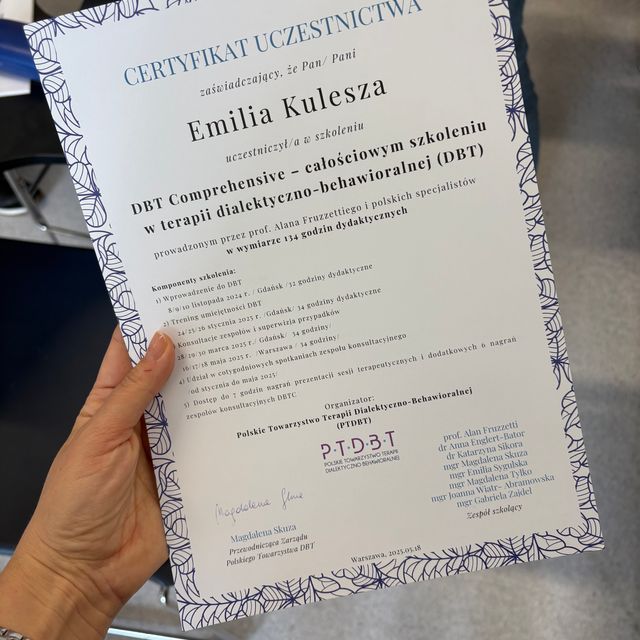 CERTYFIKAT UCZESTNICTWA
zaświadczający, że Pan/ Pani
Emilia Kulesza
uczestniczył/a w szkoleniu
DBT Comprehensive – całościowym szkoleniu
w terapii dialektyczno-behawioralnej (DBT)
prowadzonym przez prof. Alana Fruzzettiego i polskich specjalistów
w wymiarze 134 godzin dydaktycznych
Komponenty szkolenia:
1) Wprowadzenie do DBT
8/9/10 listopada 2024 r. / Gdańsk /32 godziny dydaktyczne
2) Trening umiejętności DBT
24/25/26 stycznia 2025 r. /Gdańsk/ 34 godziny dydaktyczne
Konsultacje zespołów i superwizja przypadków
28/29/30 marca 2025 r./ Gdańsk/ 34 godziny/
16/17/18 maja 2025 r. /Warszawa / 34 godziny/
4) Udział w cotygodniowych spotkaniach zespołu konsultacyjnego
/od stycznia do maja 2025/
5) Dostęp do 7 godzin nagrań prezentacji sesji terapeutycznych i dodatkowych 6 nagrań
zespołów konsultacyjnych DBTC
Organizator:
Polskie Towarzystwo Terapii Dialektyczno-Behawioralnej
(PTDBT)
P·T·D·B·T
POLSKIE TOWARZYSTWO TERAPII
DIALEKTYCZNO BEHAWIORALNEJ
prof. Alan Fruzzetti
dr Anna Englert-Bator
dr Katarzyna Sikora
mgr Magdalena Skuza
mgr Emilia Sygulska
mgr Magdalena Tylko
mgr Joanna Wiatr- Abramowska
mgr Gabriela Zajdel
Zespół szkolący
Magdalena Skuza
Magdalena Skuza
Przewodnicząca Zarządu
Polskiego Towarzystwa DBT
Warszawa, 2025.05.18